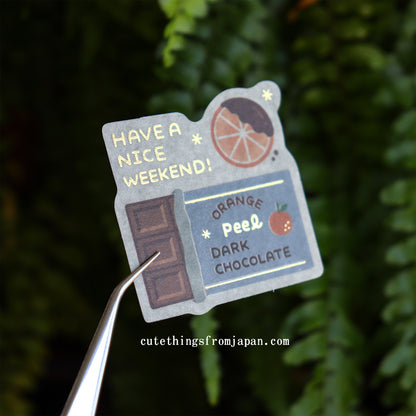 HAVE A
NICE
WEEKEND!
ORANGE
Peel
DARK
CHOCOLATE
cutethingsfromjapan.com